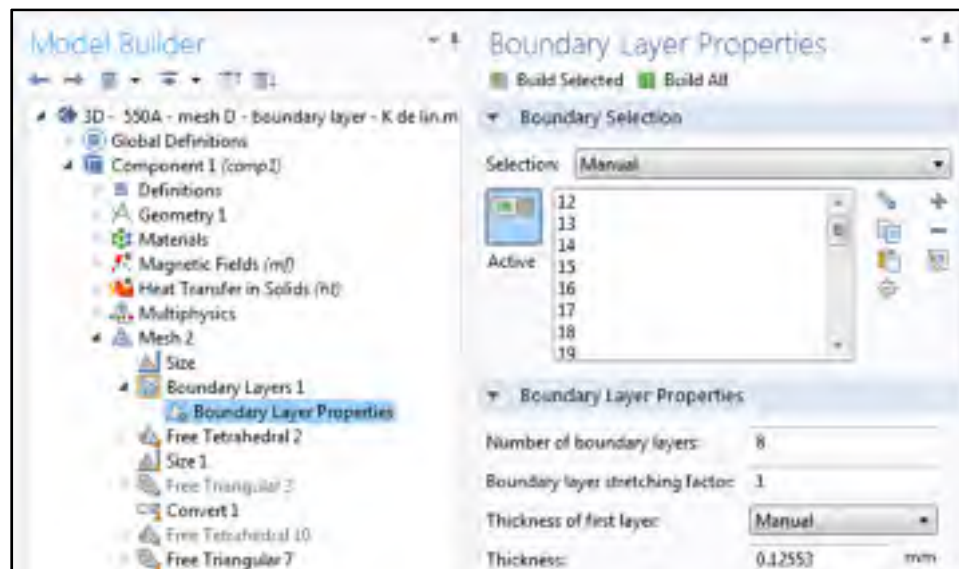 Model Builder
3D - 550A - mesh D - boundary layer - K de lin.m
Global Definitions
Component 1 (comp1)
Definitions
Geometry 1
Materials
Magnetic Fields (mf)
Heat Transfer in Solids (ht)
Multiphysics
Mesh 2
Size
Boundary Layers 1
Boundary Layer Properties
Free Tetrahedral 2
Size 1
Free Triangular
Convert 1
Free Tetrahedral 10
Free Triangular 7
Boundary Layer Properties
Build Selected Build All
Boundary Selection
Selection: Manual
12
13
14
Active
15
16
17
18
19
Boundary Layer Properties
Number of boundary layers: 8
Boundary layer stretching factor: 1
Thickness of first layer: Manual
Thickness: 0.12553 mm